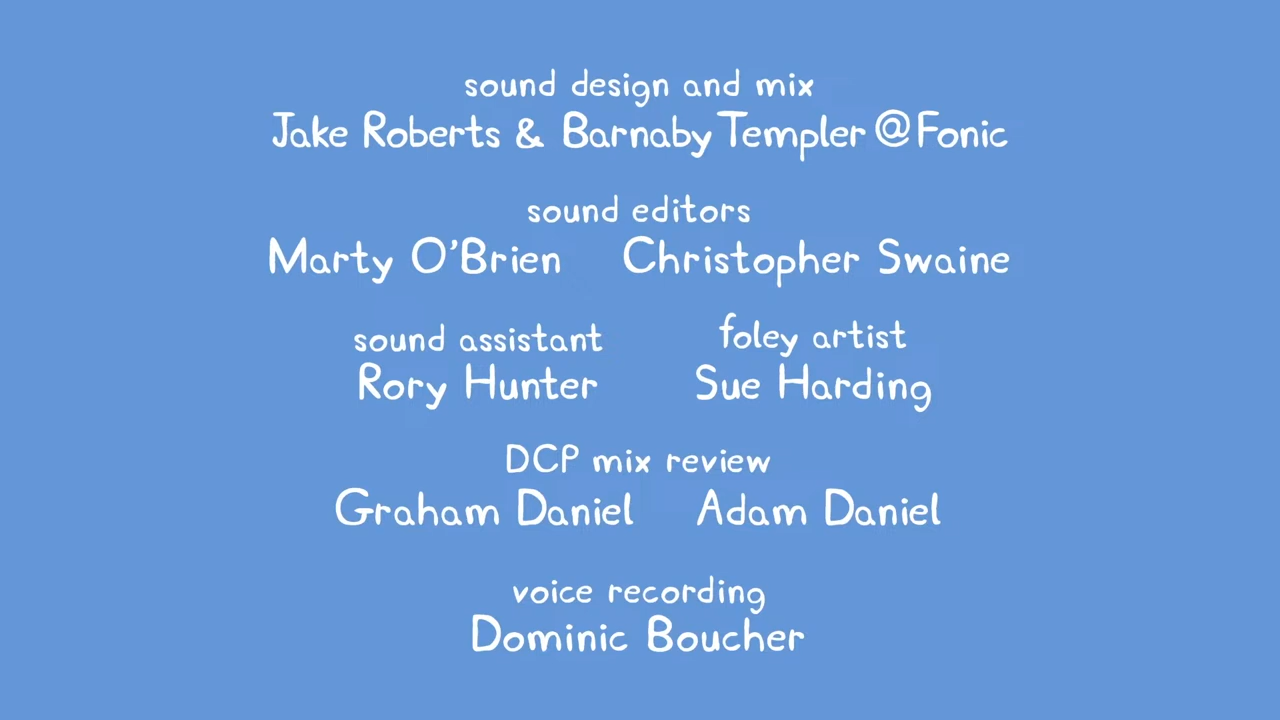 sound design and mix
Jake Roberts & Barnaby Templer @Fonic
sound editors
Marty O'Brien Christopher Swaine
sound assistant foley artist
Rory Hunter Sue Harding
DCP mix review
Graham Daniel Adam Daniel
voice recording
Dominic Boucher